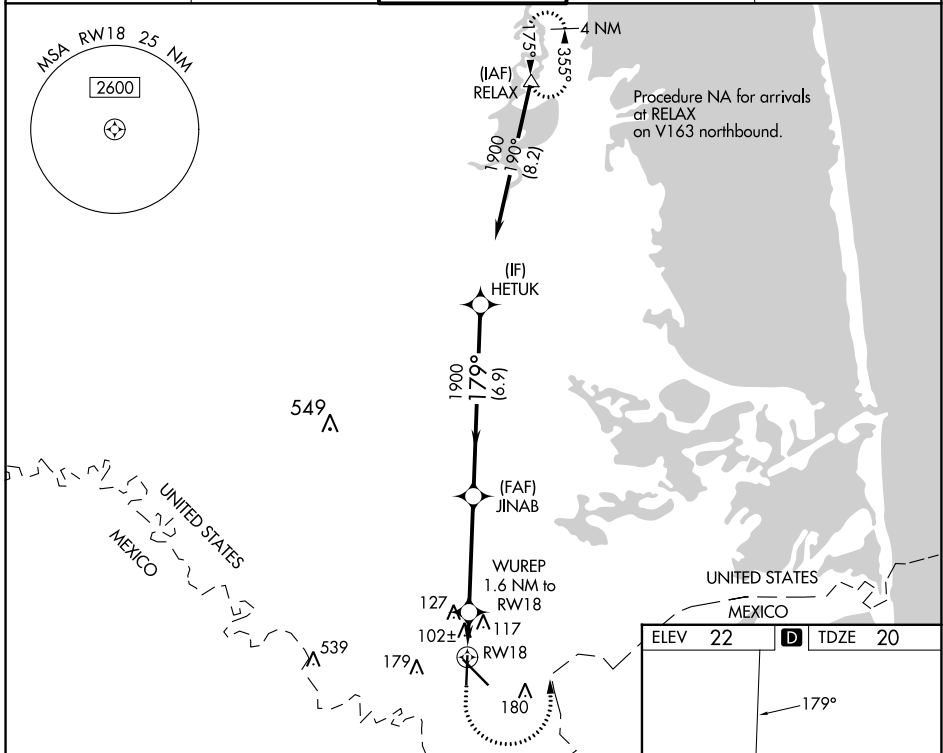 MSA RW18 25 NM
2600
4 NM
175°
355°
(IAF)
RELAX
Procedure NA for arrivals
at RELAX
on V163 northbound.
1900
190°
(8.2)
(IF)
HETUK
1900
179°
(6.9)
549
(FAF)
JINAB
UNITED STATES
MEXICO
WUREP
1.6 NM to
RW18
127
117
102±
RW18
539
179
180
UNITED STATES
MEXICO
ELEV 22 D TDZE 20
179°